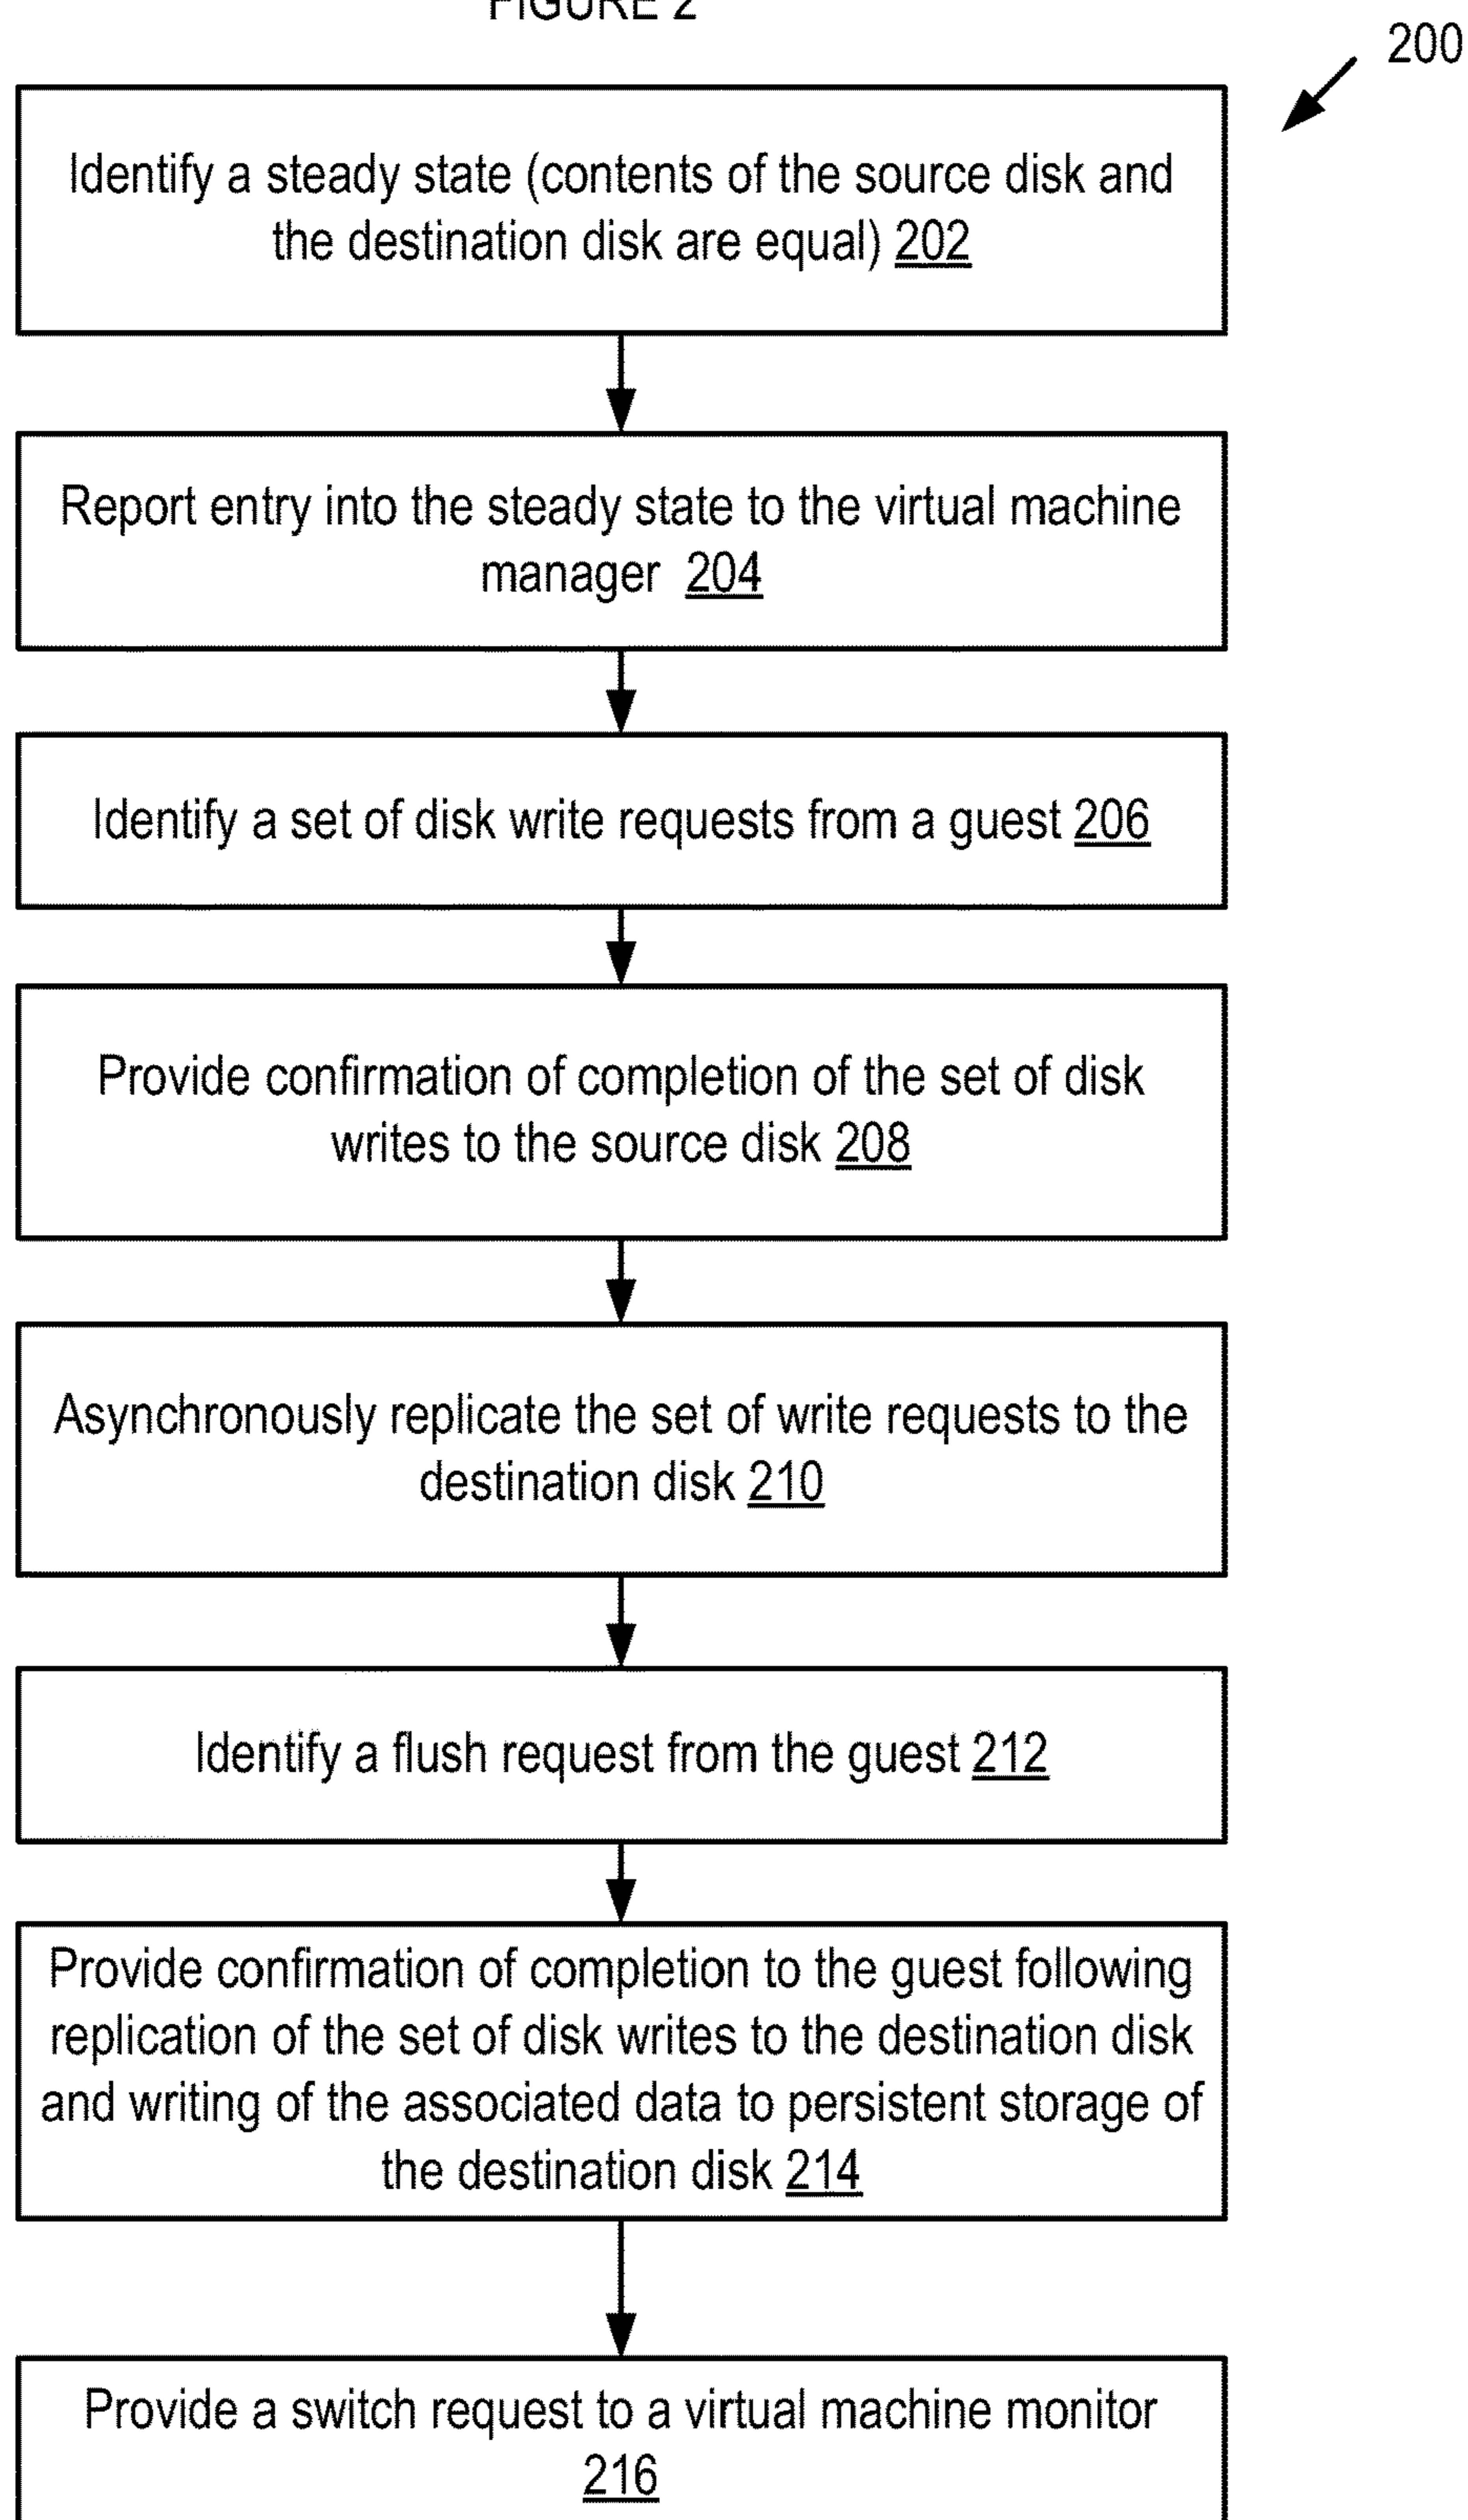 FIGURE 2
200
Identify a steady state (contents of the source disk and
the destination disk are equal) 202
Report entry into the steady state to the virtual machine
manager 204
Identify a set of disk write requests from a guest 206
Provide confirmation of completion of the set of disk
writes to the source disk 208
Asynchronously replicate the set of write requests to the
destination disk 210
Identify a flush request from the guest 212
Provide confirmation of completion to the guest following
replication of the set of disk writes to the destination disk
and writing of the associated data to persistent storage of
the destination disk 214
Provide a switch request to a virtual machine monitor
216